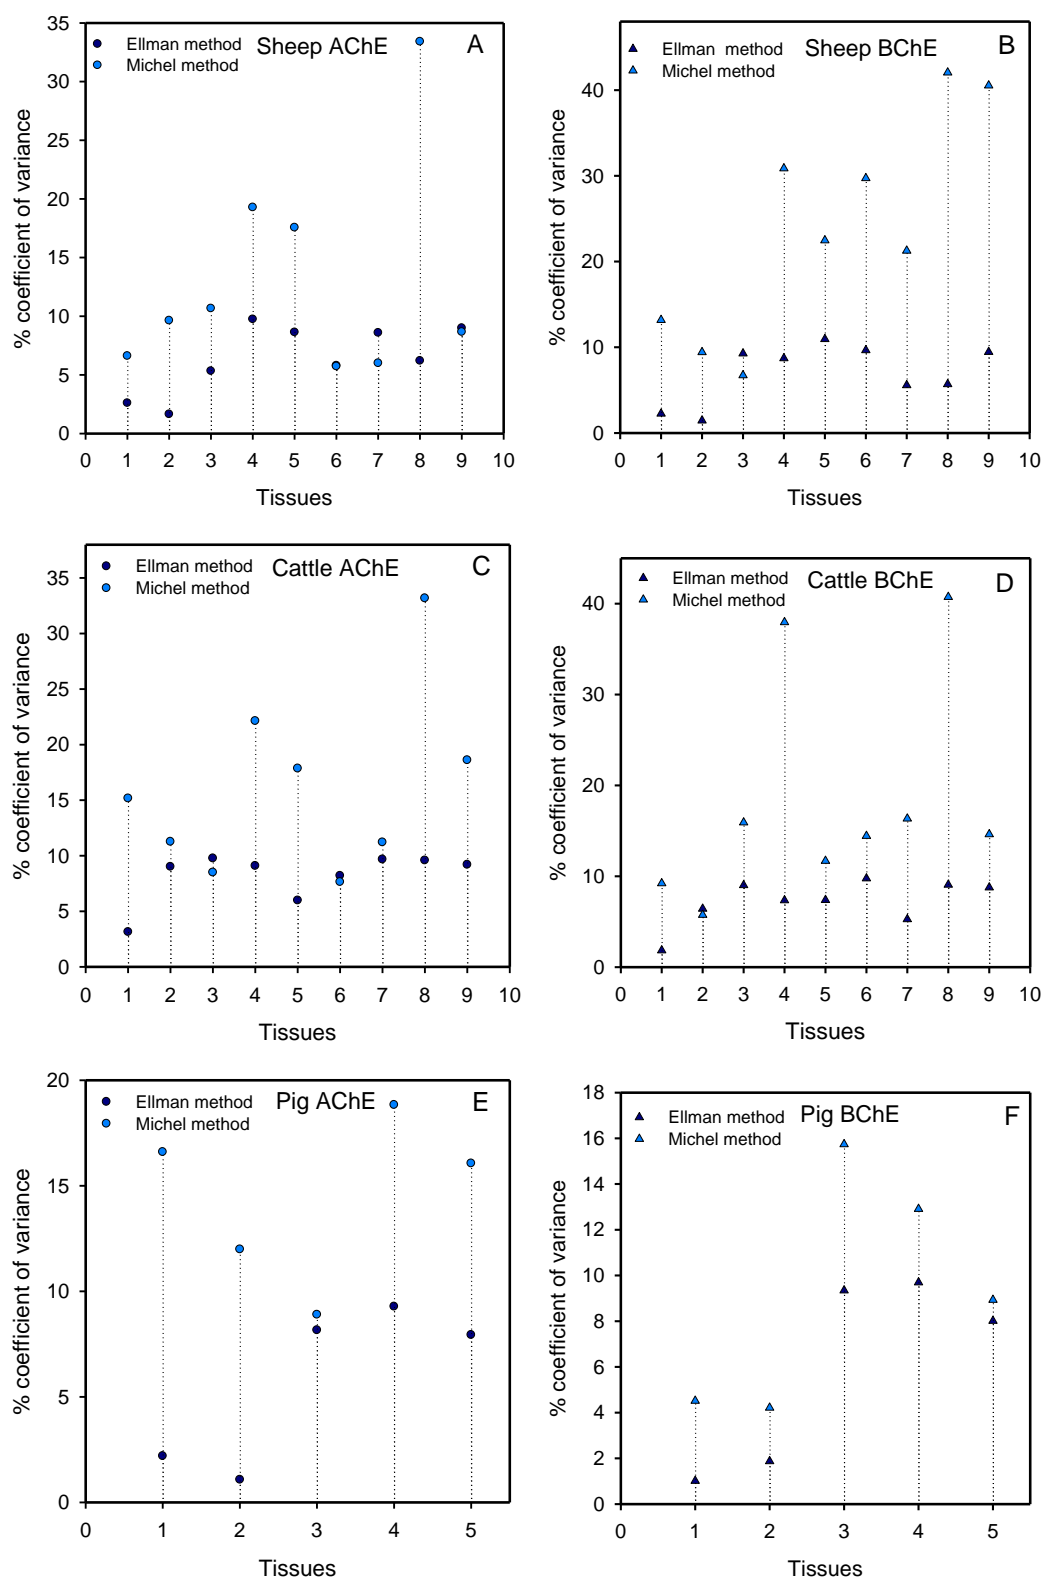 35
30
25
20
15
10
5
0
% coefficient of variance
Ellman method
Michel method
Sheep AChE
A
0 1 2 3 4 5 6 7 8 9 10
Tissues
40
30
20
10
0
% coefficient of variance
Ellman method
Michel method
Sheep BChE
B
0 1 2 3 4 5 6 7 8 9 10
Tissues
35
30
25
20
15
10
5
0
% coefficient of variance
Ellman method
Michel method
Cattle AChE
C
0 1 2 3 4 5 6 7 8 9 10
Tissues
40
30
20
10
0
% coefficient of variance
Ellman method
Michel method
Cattle BChE
D
0 1 2 3 4 5 6 7 8 9 10
Tissues
20
15
10
5
0
% coefficient of variance
Ellman method
Michel method
Pig AChE
E
0 1 2 3 4 5
Tissues
18
16
14
12
10
8
6
4
2
0
% coefficient of variance
Ellman method
Michel method
Pig BChE
F
0 1 2 3 4 5
Tissues